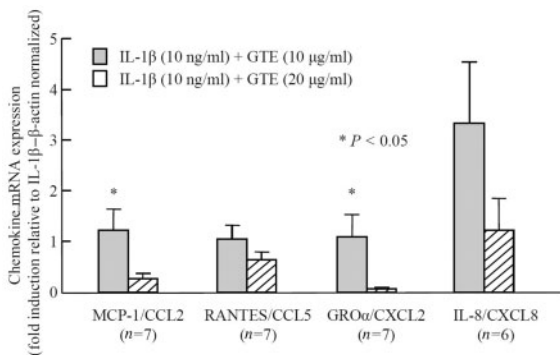 Chemokine mRNA expression
(fold induction relative to IL-1β–β-actin normalized)
5
4
3
2
1
0
IL-1β (10 ng/ml) + GTE (10 μg/ml)
IL-1β (10 ng/ml) + GTE (20 μg/ml)
* P < 0.05
*
*
MCP-1/CCL2 RANTES/CCL5 GROα/CXCL2 IL-8/CXCL8
(n=7) (n=7) (n=7) (n=6)